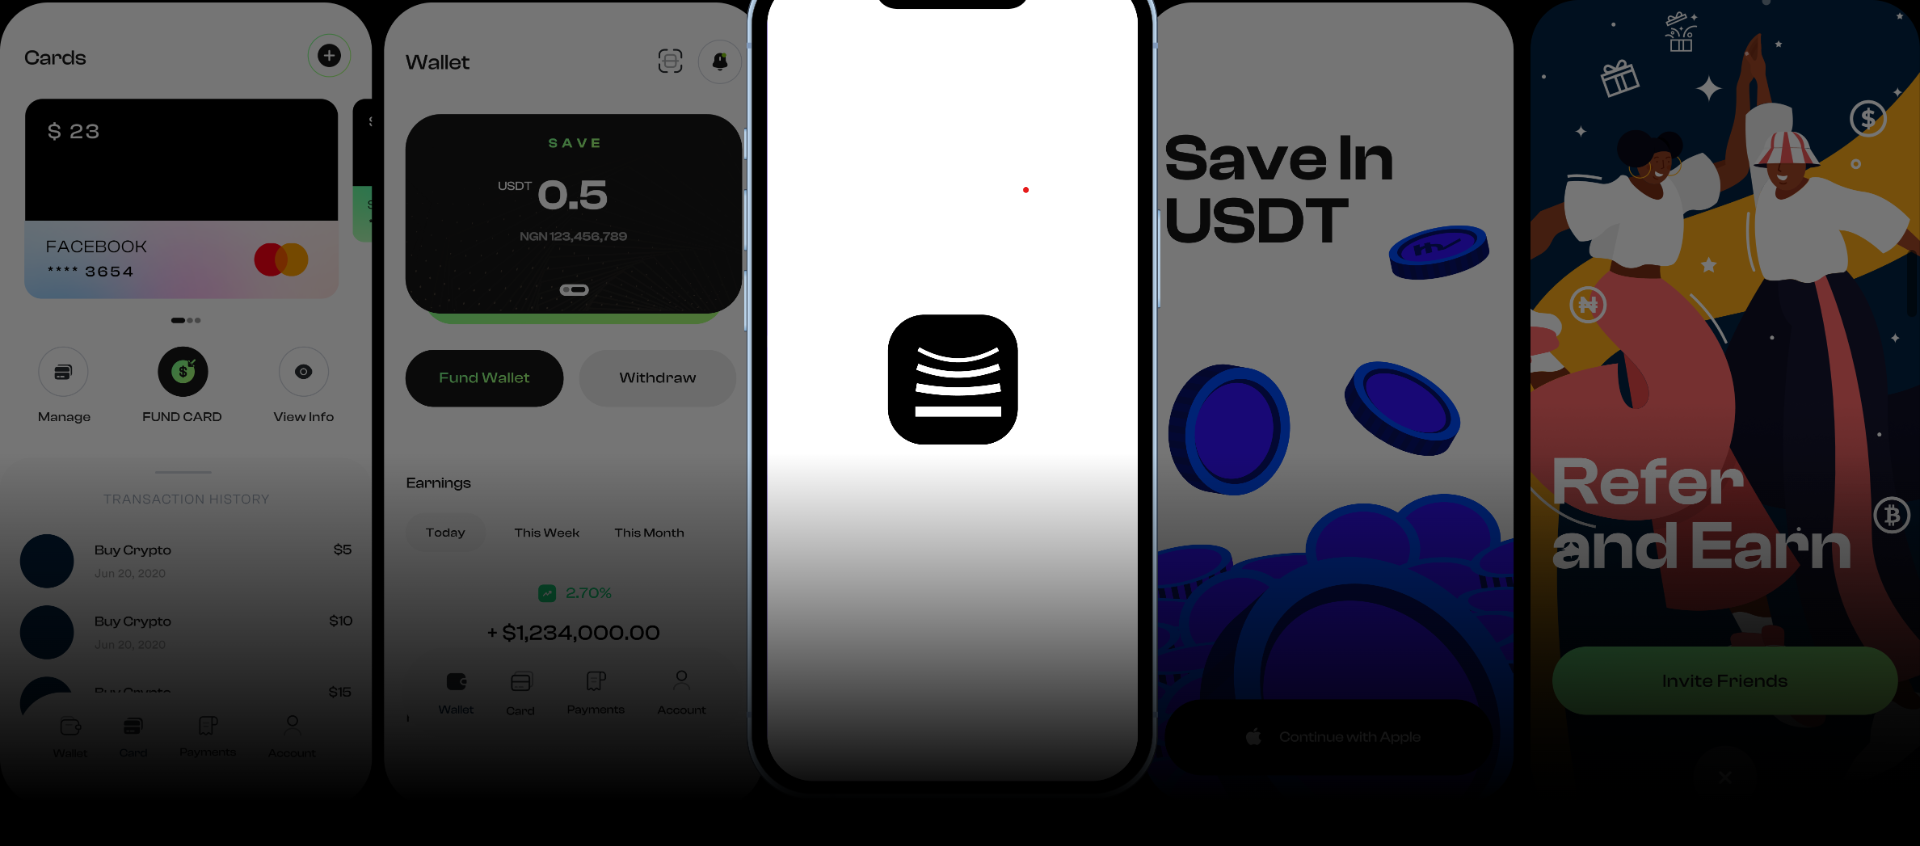 Cards
$ 23
FACEBOOK
**** 3654
Manage
FUND CARD
View Info
TRANSACTION HISTORY
Buy Crypto
$5
Jun 20, 2020
Buy Crypto
$10
Jun 20, 2020
Buy Crypto
$15
Wallet
Card
Payments
Account
Wallet
SAVE
USDT 0.5
NGN 123,456,789
Fund Wallet
Withdraw
Earnings
Today
This Week
This Month
2.70%
+ $1,234,000.00
Wallet
Card
Payments
Account
Save In
USDT
Continue with Apple
Refer
and Earn
Invite Friends